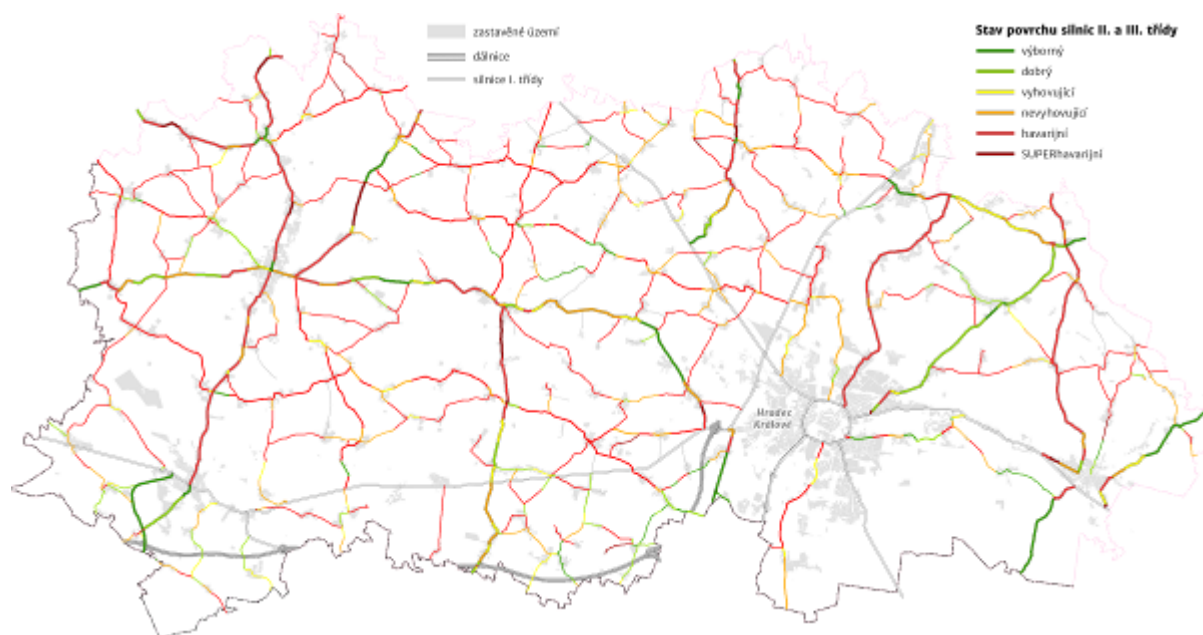 zastavěné území
dálnice
silnice I. třídy
Stav povrchu silnic II. a III. třídy
výborný
dobrý
vyhovující
nevyhovující
havarijní
SUPERhavarijní
Hradec
Králové